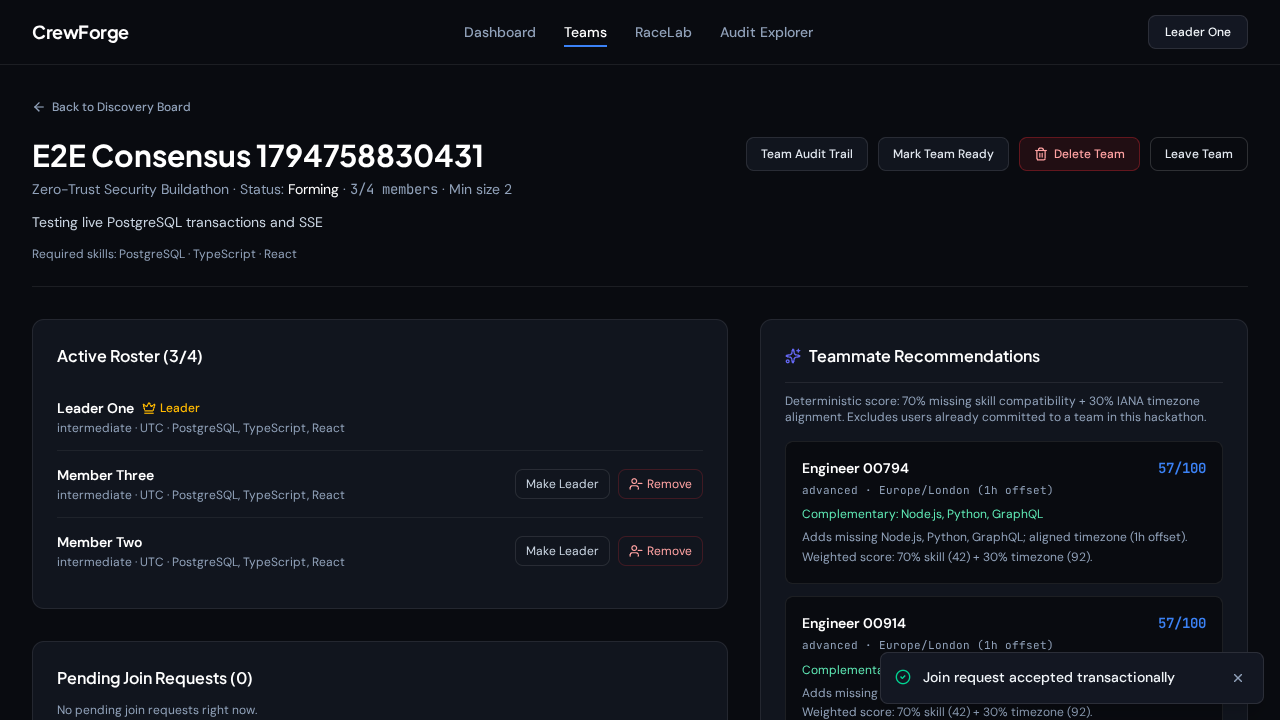 CrewForge
Dashboard
Teams
RaceLab
Audit Explorer
Leader One
Back to Discovery Board
E2E Consensus 1794758830431
Zero-Trust Security Buildathon · Status: Forming · 3/4 members · Min size 2
Testing live PostgreSQL transactions and SSE
Required skills: PostgreSQL · TypeScript · React
Team Audit Trail
Mark Team Ready
Delete Team
Leave Team
Active Roster (3/4)
Leader One Leader
intermediate · UTC · PostgreSQL, TypeScript, React
Member Three
intermediate · UTC · PostgreSQL, TypeScript, React
Make Leader
Remove
Member Two
intermediate · UTC · PostgreSQL, TypeScript, React
Make Leader
Remove
Pending Join Requests (0)
No pending join requests right now.
Teammate Recommendations
Deterministic score: 70% missing skill compatibility + 30% IANA timezone
alignment. Excludes users already committed to a team in this hackathon.
Engineer 00794 57/100
advanced · Europe/London (1h offset)
Complementary: Node.js, Python, GraphQL
Adds missing Node.js, Python, GraphQL; aligned timezone (1h offset).
Weighted score: 70% skill (42) + 30% timezone (92).
Engineer 00914 57/100
advanced · Europe/London (1h offset)
Adds missing
Weighted score: 70% skill (42) + 30% timezone (92).
Join request accepted transactionally